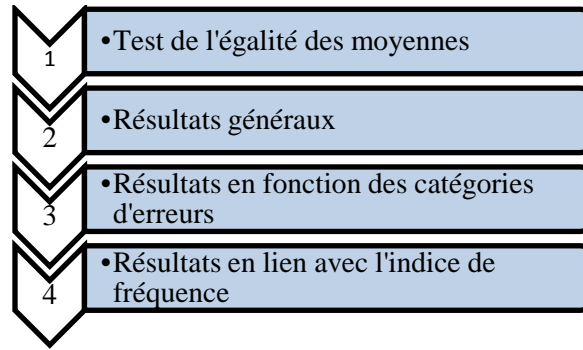 1
•Test de l'égalité des moyennes
2
•Résultats généraux
3
•Résultats en fonction des catégories
d'erreurs
4
•Résultats en lien avec l'indice de
fréquence